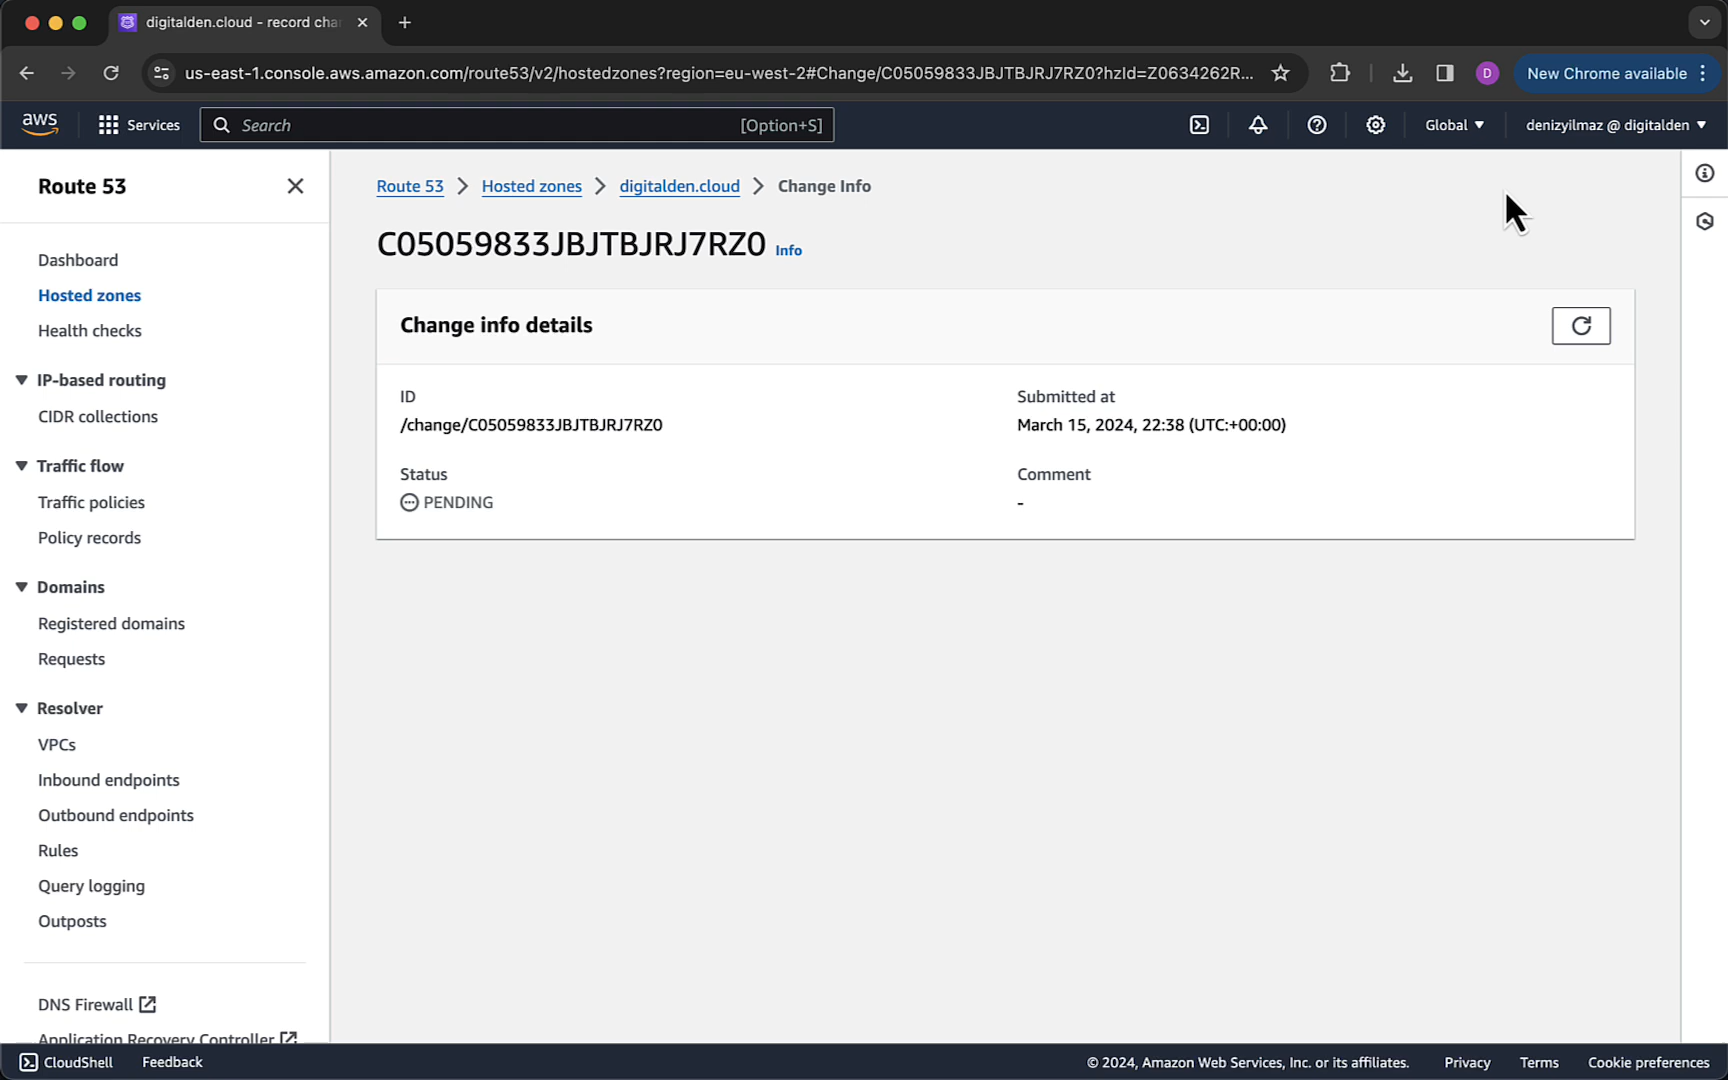 digitalden.cloud - record cha
us-east-1.console.aws.amazon.com/route53/v2/hostedzones?region=eu-west-2#Change/C05059833JBJTBJRJ7RZ0?hzId=Z0634262R...
D
New Chrome available
aws
Services
Search
[Option+S]
Global
denizyilmaz @ digitalden
Route 53
Dashboard
Hosted zones
Health checks
IP-based routing
CIDR collections
Traffic flow
Traffic policies
Policy records
Domains
Registered domains
Requests
Resolver
VPCs
Inbound endpoints
Outbound endpoints
Rules
Query logging
Outposts
DNS Firewall
Application Recovery Controller
Route 53 > Hosted zones > digitalden.cloud > Change Info
C05059833JBJTBJRJ7RZ0 Info
Change info details
ID
/change/C05059833JBJTBJRJ7RZ0
Status
PENDING
Submitted at
March 15, 2024, 22:38 (UTC:+00:00)
Comment
-
CloudShell
Feedback
© 2024, Amazon Web Services, Inc. or its affiliates.
Privacy
Terms
Cookie preferences